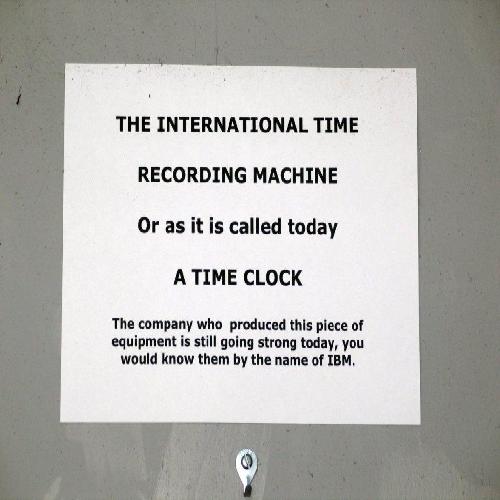 THE INTERNATIONAL TIME
RECORDING MACHINE
Or as it is called today
A TIME CLOCK
The company who produced this piece of
equipment is still going strong today, you
would know them by the name of IBM.